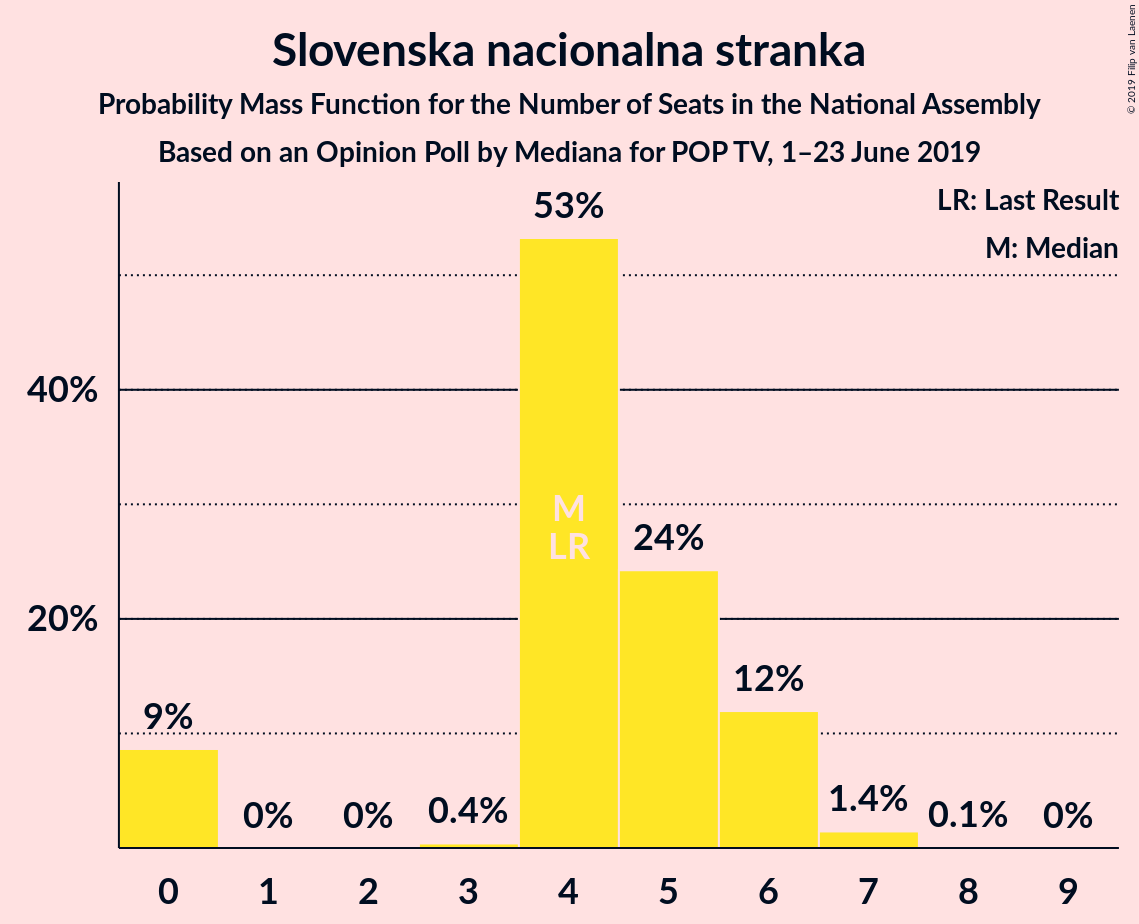 Slovenska nacionalna stranka
Probability Mass Function for the Number of Seats in the National Assembly
Based on an Opinion Poll by Mediana for POP TV, 1–23 June 2019
© 2019 Filip van Laenen
LR: Last Result
M: Median
53%
40%
M
LR
24%
20%
12%
9%
0%
0%
0.4%
1.4%
0.1%
0%
0 1 2 3 4 5 6 7 8 9